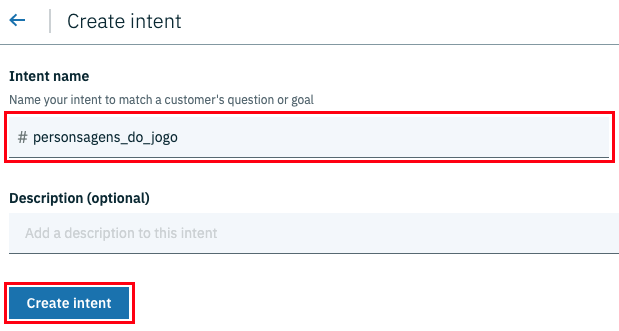 ← Create intent
Intent name
Name your intent to match a customer's question or goal
# personsagens_do_jogo
Description (optional)
Add a description to this intent
Create intent